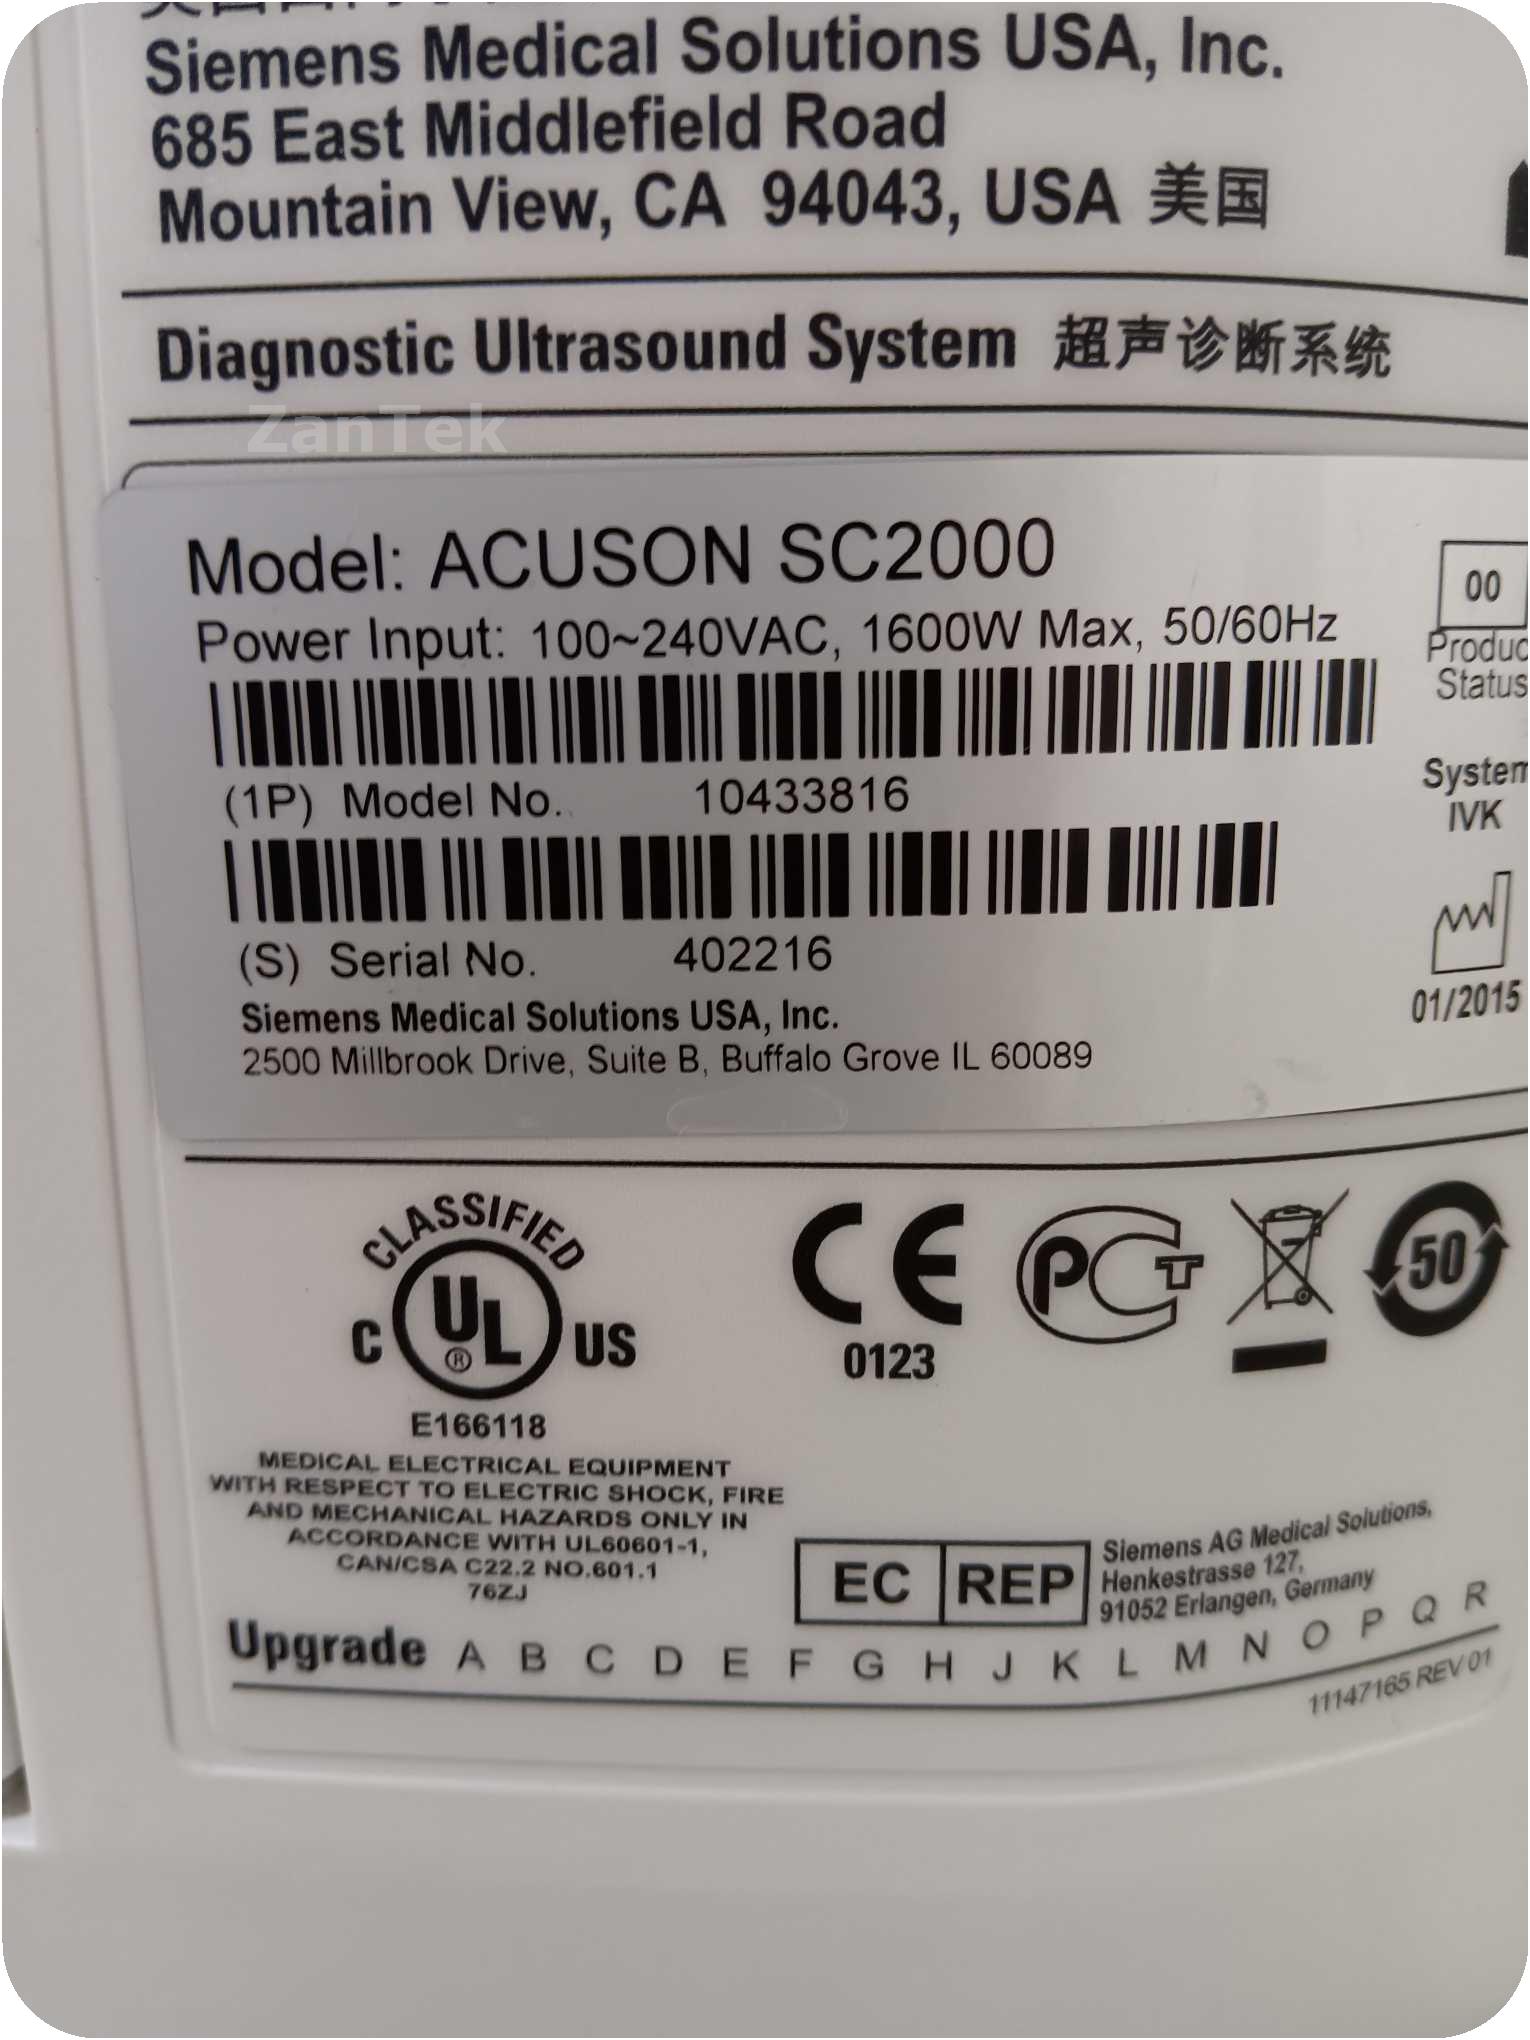 Siemens Medical Solutions USA, Inc.
685 East Middlefield Road
Mountain View, CA 94043, USA 美国
Diagnostic Ultrasound System 超声诊断系统
ZanTek
Model: ACUSON SC2000
Power Input: 100~240VAC, 1600W Max, 50/60Hz
00
Produc
Status
(1P) Model No. 10433816
System
IVK
(S) Serial No. 402216
01/2015
Siemens Medical Solutions USA, Inc.
2500 Millbrook Drive, Suite B, Buffalo Grove IL 60089
CLASSIFIED
C UL ® US
E166118
MEDICAL ELECTRICAL EQUIPMENT
WITH RESPECT TO ELECTRIC SHOCK, FIRE
AND MECHANICAL HAZARDS ONLY IN
ACCORDANCE WITH UL60601-1,
CAN/CSA C22.2 NO.601.1
76ZJ
CE
0123
PCT
50
EC REP
Siemens AG Medical Solutions,
Henkestrasse 127,
91052 Erlangen, Germany
Upgrade A B C D E F G H J K L M N O P Q R
11147165 REV 01